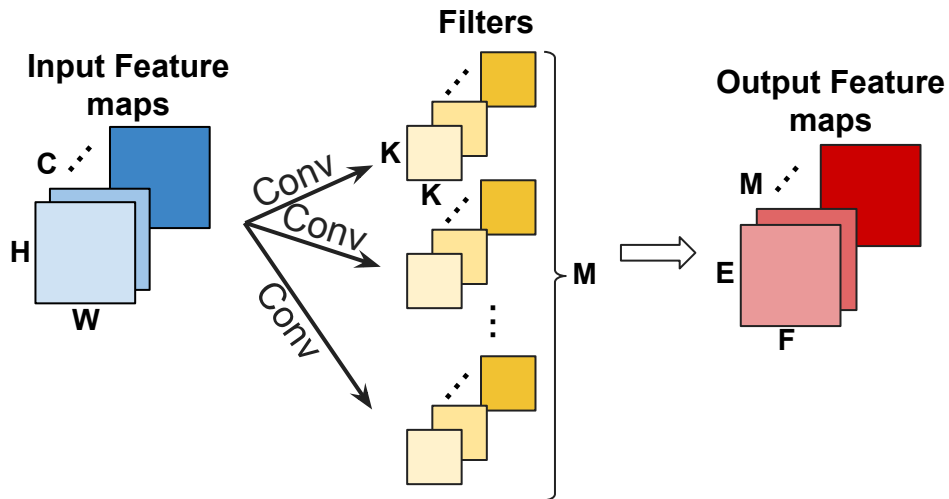 Filters
Input Feature
maps
Output Feature
maps
C
H
W
Conv
Conv
Conv
K
K
M
M
E
F